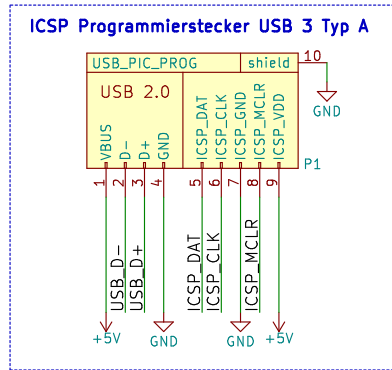 ICSP Programmierstecker USB 3 Typ A
USB_PIC_PROG
shield
10
GND
USB 2.0
VBUS
D-
D+
GND
ICSP_DAT
ICSP_CLK
ICSP_GND
ICSP_MCLR
ICSP_VDD
P1
1
2
3
4
5
6
7
8
9
USB_D-
USB_D+
ICSP_DAT
ICSP_CLK
ICSP_MCLR
+5V
GND
GND
+5V